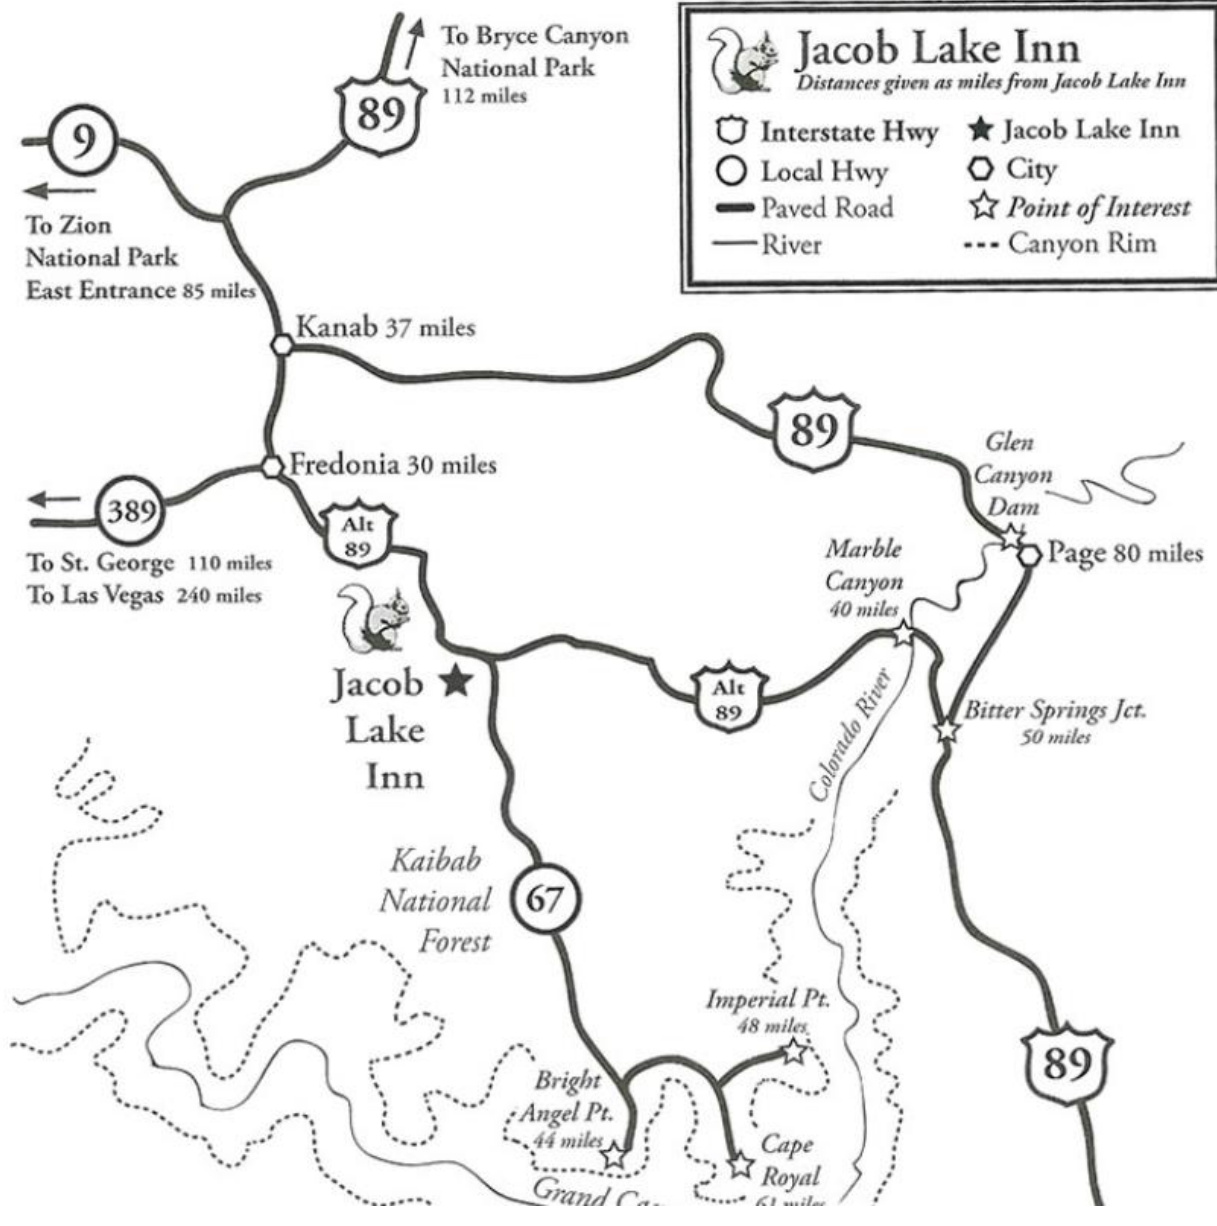 To Bryce Canyon
National Park
112 miles
89
9
To Zion
National Park
East Entrance 85 miles
Jacob Lake Inn
Distances given as miles from Jacob Lake Inn
Interstate Hwy
Jacob Lake Inn
Local Hwy
City
Paved Road
Point of Interest
River
Canyon Rim
Kanab 37 miles
89
Fredonia 30 miles
389
To St. George 110 miles
To Las Vegas 240 miles
Alt
89
Glen
Canyon
Dam
Page 80 miles
Marble
Canyon
40 miles
Jacob
Lake
Inn
Alt
89
Colorado River
Bitter Springs Jct.
50 miles
Kaibab
National
Forest
67
Imperial Pt.
48 miles
89
Bright
Angel Pt.
44 miles
Cape
Royal
61 miles
Grand